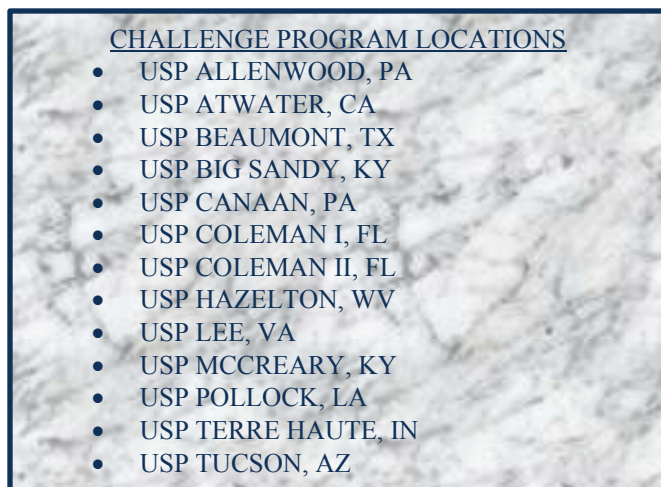 CHALLENGE PROGRAM LOCATIONS
• USP ALLENWOOD, PA
• USP ATWATER, CA
• USP BEAUMONT, TX
• USP BIG SANDY, KY
• USP CANAAN, PA
• USP COLEMAN I, FL
• USP COLEMAN II, FL
• USP HAZELTON, WV
• USP LEE, VA
• USP MCCREARY, KY
• USP POLLOCK, LA
• USP TERRE HAUTE, IN
• USP TUCSON, AZ